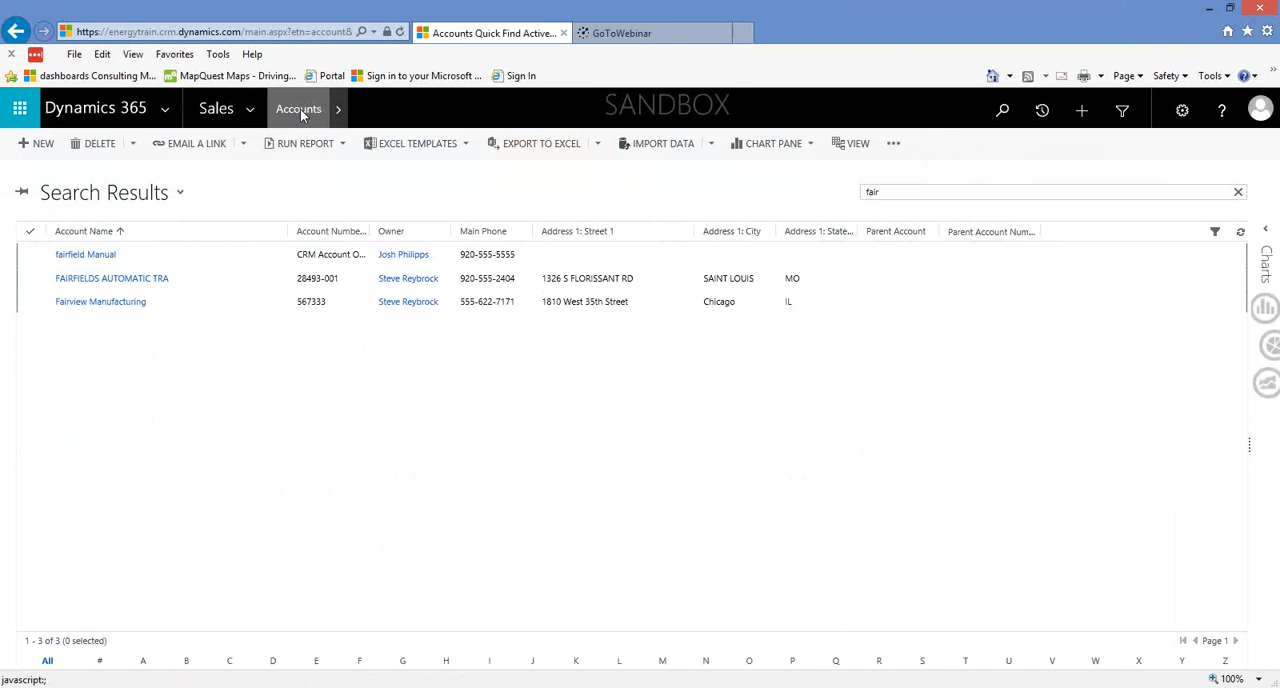 https://energytrain.crm.dynamics.com/main.aspx?etn=account&
Accounts Quick Find Active...
GoToWebinar
File Edit View Favorites Tools Help
dashboards Consulting M... MapQuest Maps - Driving... Portal Sign in to your Microsoft ... Sign In
Page Safety Tools
Dynamics 365 Sales Accounts SANDBOX
NEW DELETE EMAIL A LINK RUN REPORT EXCEL TEMPLATES EXPORT TO EXCEL IMPORT DATA CHART PANE VIEW
Search Results
fair
Account Name Account Numbe... Owner Main Phone Address 1: Street 1 Address 1: City Address 1: State... Parent Account Parent Account Num...
fairfield Manual CRM Account O... Josh Philipps 920-555-5555
FAIRFIELDS AUTOMATIC TRA 28493-001 Steve Reybrock 920-555-2404 1326 S FLORISSANT RD SAINT LOUIS MO
Fairview Manufacturing 567333 Steve Reybrock 555-622-7171 1810 West 35th Street Chicago IL
Charts
1 - 3 of 3 (0 selected) Page 1
All # A B C D E F G H I J K L M N O P Q R S T U V W X Y Z
javascript:; 100%